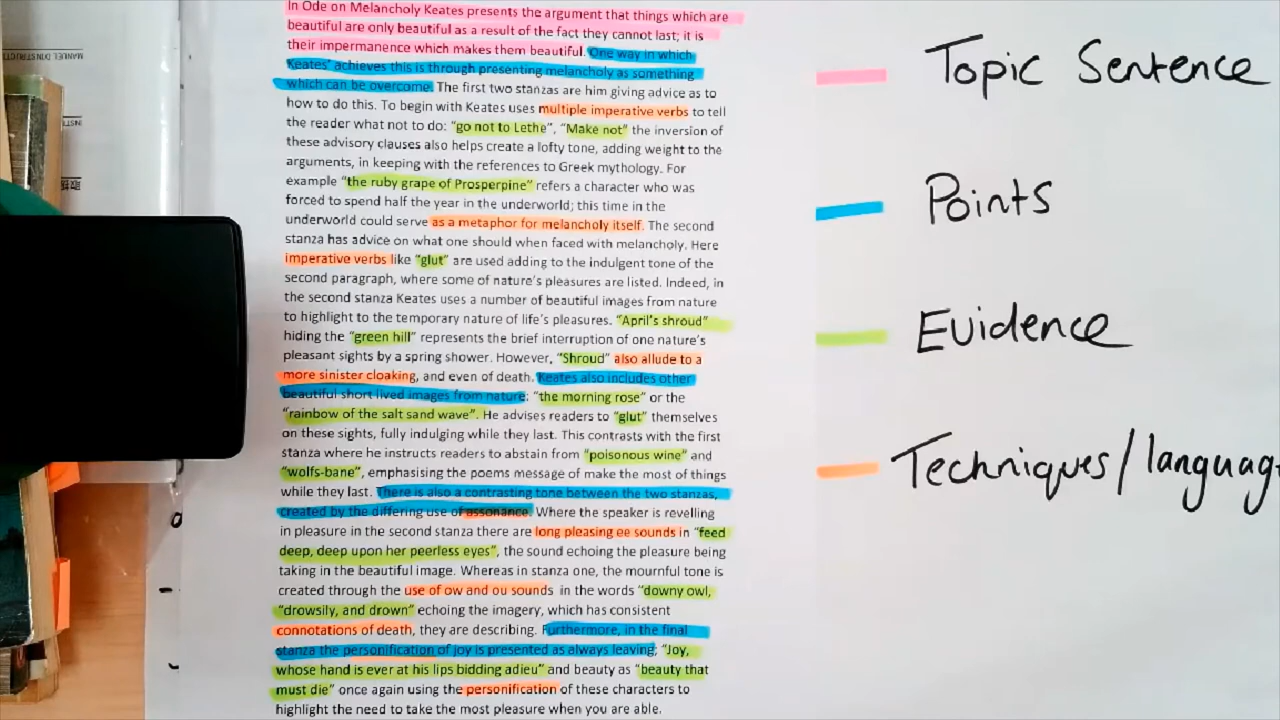 In Ode on Melancholy Keates presents the argument that things which are
beautiful are only beautiful as a result of the fact they cannot last; it is
their impermanence which makes them beautiful. One way in which
Keates' achieves this is through presenting melancholy as something
which can be overcome. The first two stanzas are him giving advice as to
how to do this. To begin with Keates uses multiple imperative verbs to tell
the reader what not to do: "go not to Lethe", "Make not" the inversion of
these advisory clauses also helps create a lofty tone, adding weight to the
arguments, in keeping with the references to Greek mythology. For
example "the ruby grape of Prosperpine" refers a character who was
forced to spend half the year in the underworld; this time in the
underworld could serve as a metaphor for melancholy itself. The second
stanza has advice on what one should when faced with melancholy. Here
imperative verbs like "glut" are used adding to the indulgent tone of the
second paragraph, where some of nature's pleasures are listed. Indeed, in
the second stanza Keates uses a number of beautiful images from nature
to highlight to the temporary nature of life's pleasures. "April's shroud"
hiding the "green hill" represents the brief interruption of one nature's
pleasant sights by a spring shower. However, "Shroud" also allude to a
more sinister cloaking, and even of death. Keates also includes other
beautiful short lived images from nature: "the morning rose" or the
"rainbow of the salt sand wave". He advises readers to "glut" themselves
on these sights, fully indulging while they last. This contrasts with the first
stanza where he instructs readers to abstain from "poisonous wine" and
"wolfs-bane", emphasising the poems message of make the most of things
while they last. There is also a contrasting tone between the two stanzas,
created by the differing use of assonance. Where the speaker is revelling
in pleasure in the second stanza there are long pleasing ee sounds in "feed
deep, deep upon her peerless eyes", the sound echoing the pleasure being
taking in the beautiful image. Whereas in stanza one, the mournful tone is
created through the use of ow and ou sounds in the words "downy owl,
"drowsily, and drown" echoing the imagery, which has consistent
connotations of death, they are describing. Furthermore, in the final
stanza the personification of joy is presented as always leaving; "Joy,
whose hand is ever at his lips bidding adieu" and beauty as "beauty that
must die" once again using the personification of these characters to
highlight the need to take the most pleasure when you are able.
Topic Sentence
Points
Evidence
Techniques/languag